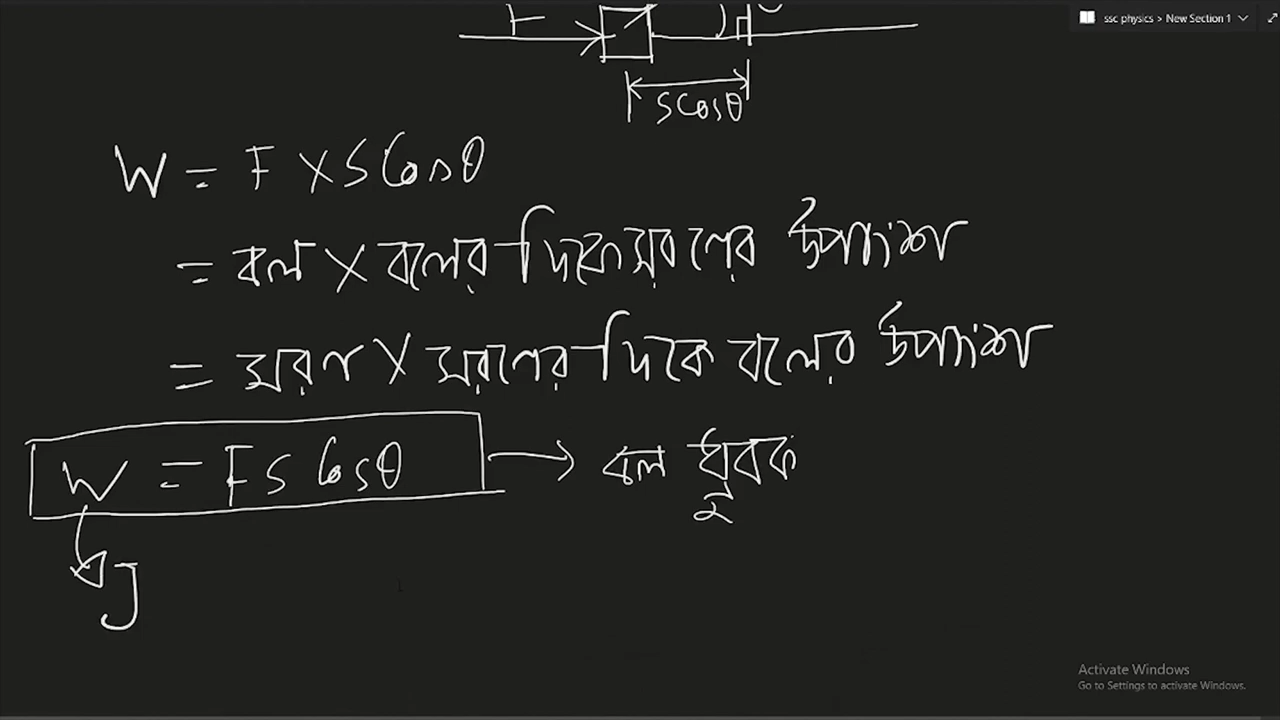 ssc physics > New Section 1
F
S Cosθ
W = F × S Cosθ
= বল × বলের দিকে সরণের উপাংশ
= সরণ × সরণের দিকে বলের উপাংশ
W = FS Cosθ → বল ধ্রুবক
J
Activate Windows
Go to Settings to activate Windows.